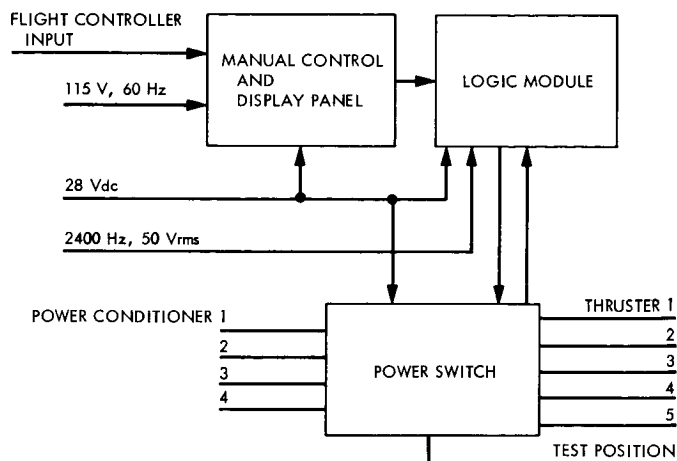 FLIGHT CONTROLLER
INPUT
115 V, 60 Hz
MANUAL CONTROL
AND
DISPLAY PANEL
LOGIC MODULE
28 Vdc
2400 Hz, 50 Vrms
POWER CONDITIONER 1
2
3
4
POWER SWITCH
THRUSTER 1
2
3
4
5
TEST POSITION